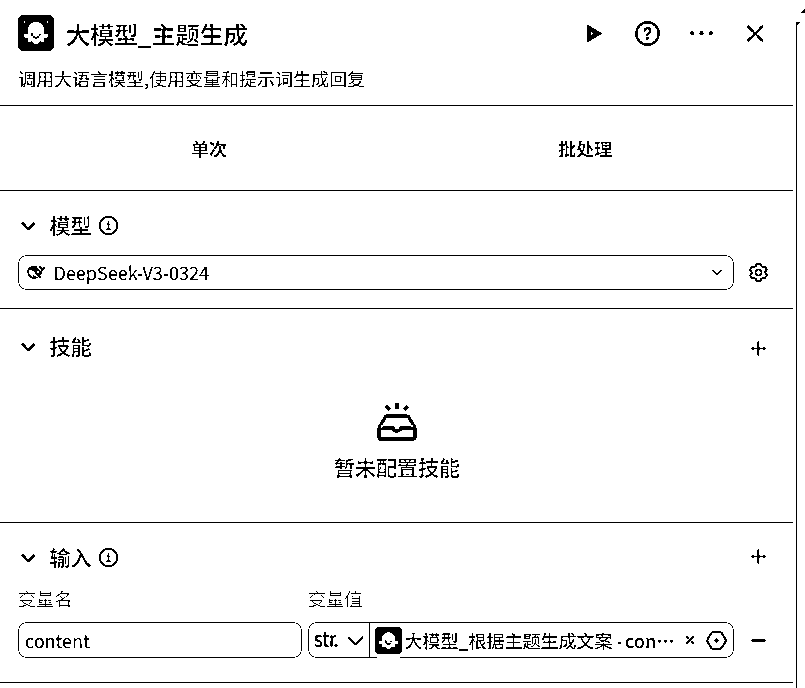 大模型_主题生成
调用大语言模型,使用变量和提示词生成回复
单次 批处理
模型
DeepSeek-V3-0324
技能
暂未配置技能
输入
变量名 变量值
content str. 大模型_根据主题生成文案 · con···